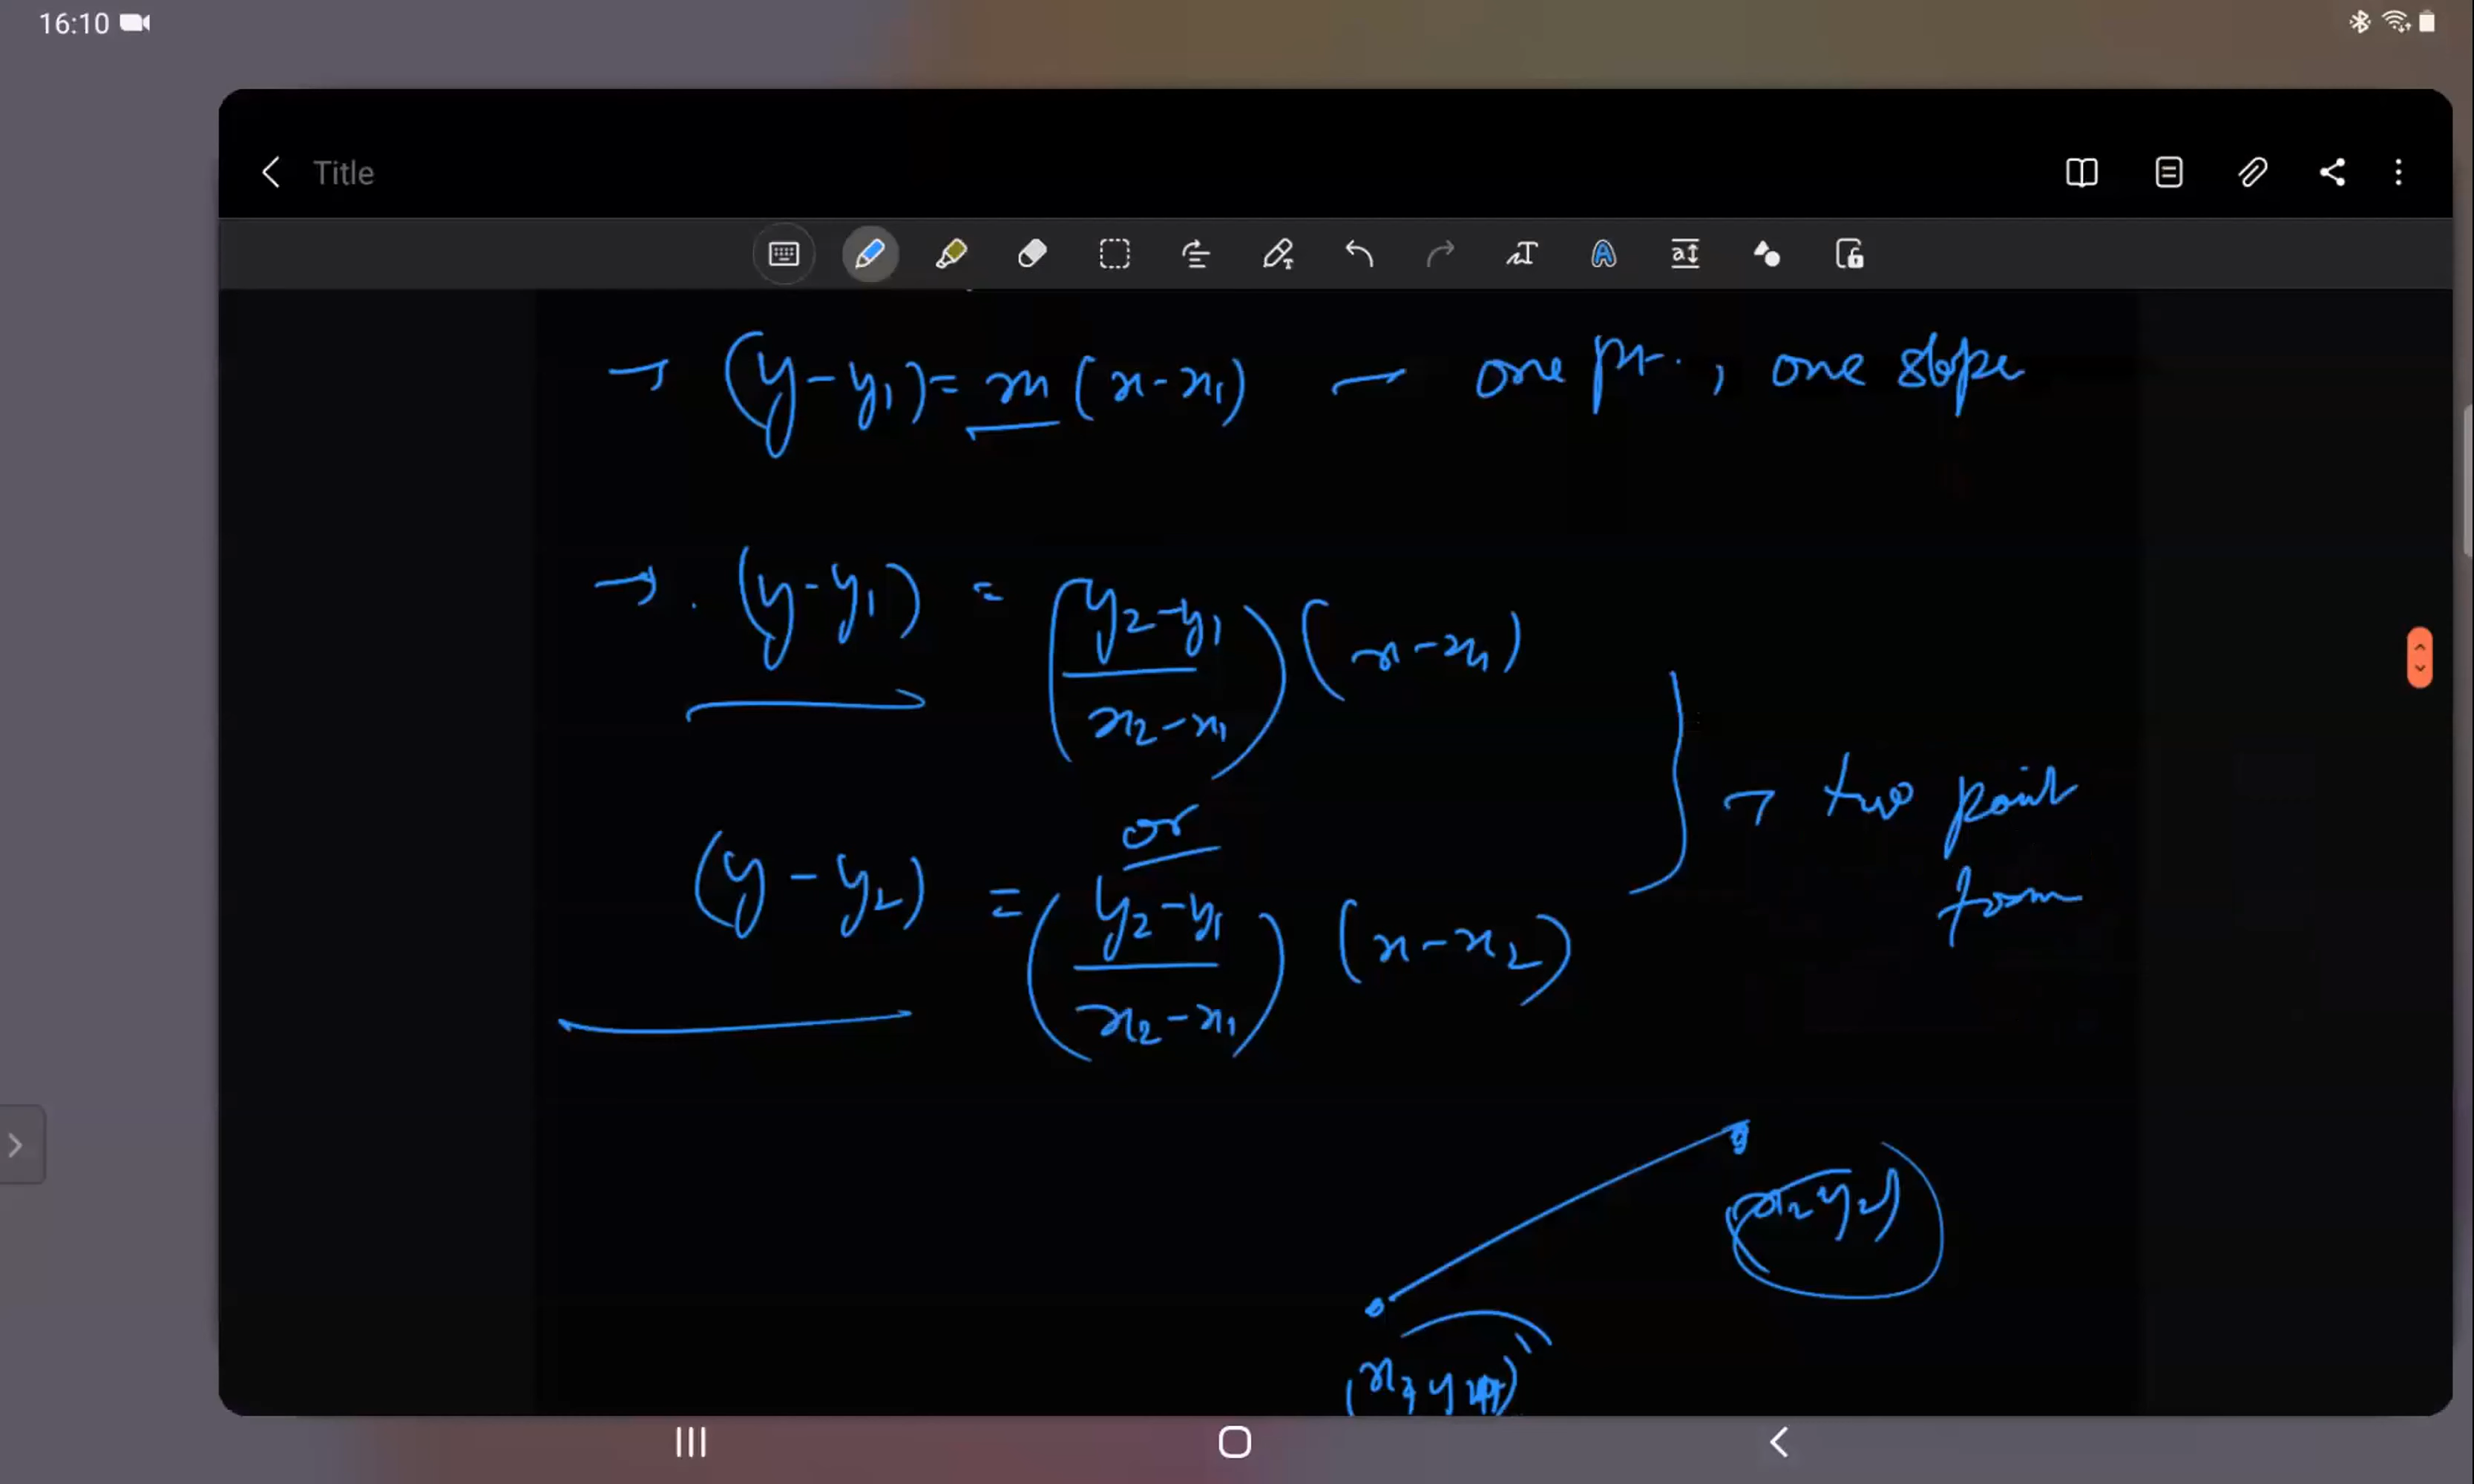 16:10
Title
→ (y-y₁) = m (x-x₁) — one pt. , one slope
→ . (y-y₁) = (y₂-y₁ / x₂-x₁) (x-x₁)
or
(y-y₂) = (y₂-y₁ / x₂-x₁) (x-x₂)
→ two point
form
(x₂ y₂)